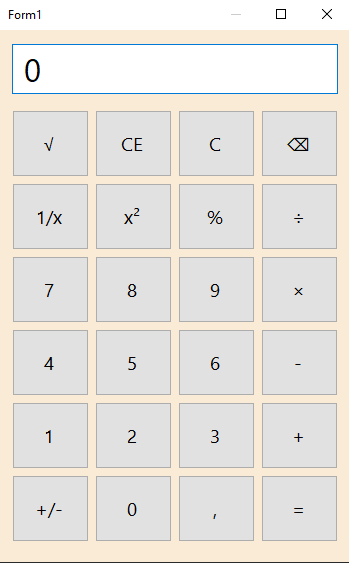 Form1
0
√ CE C ⌫
1/x x² % ÷
7 8 9 ×
4 5 6 -
1 2 3 +
+/- 0 , =